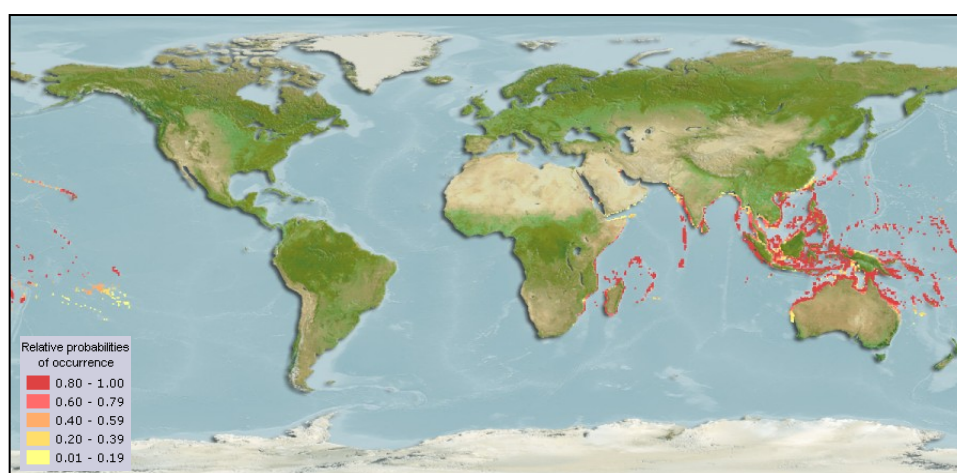 Relative probabilities
of occurrence
0.80 - 1.00
0.60 - 0.79
0.40 - 0.59
0.20 - 0.39
0.01 - 0.19